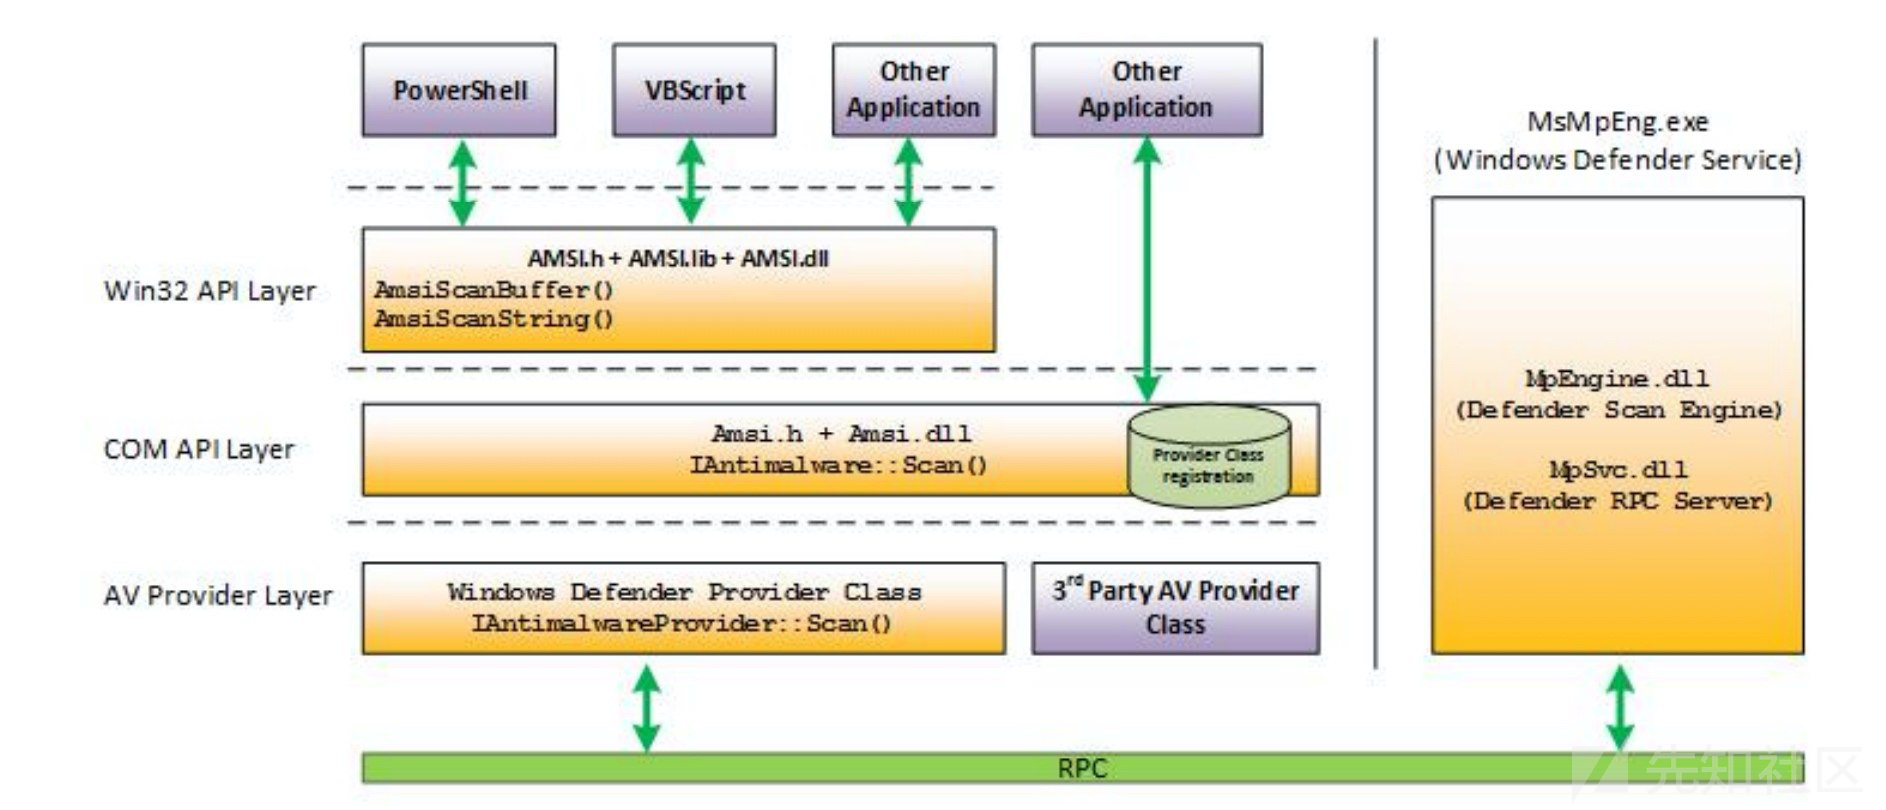 PowerShell
VBScript
Other
Application
Other
Application
MsMpEng.exe
(Windows Defender Service)
Win32 API Layer
AMSI.h + AMSI.lib + AMSI.dll
AmsiScanBuffer()
AmsiScanString()
COM API Layer
Amsi.h + Amsi.dll
IAntimalware::Scan()
Provider Class
registration
MpEngine.dll
(Defender Scan Engine)
MpSvc.dll
(Defender RPC Server)
AV Provider Layer
Windows Defender Provider Class
IAntimalwareProvider::Scan()
3rd Party AV Provider
Class
RPC
先知社区